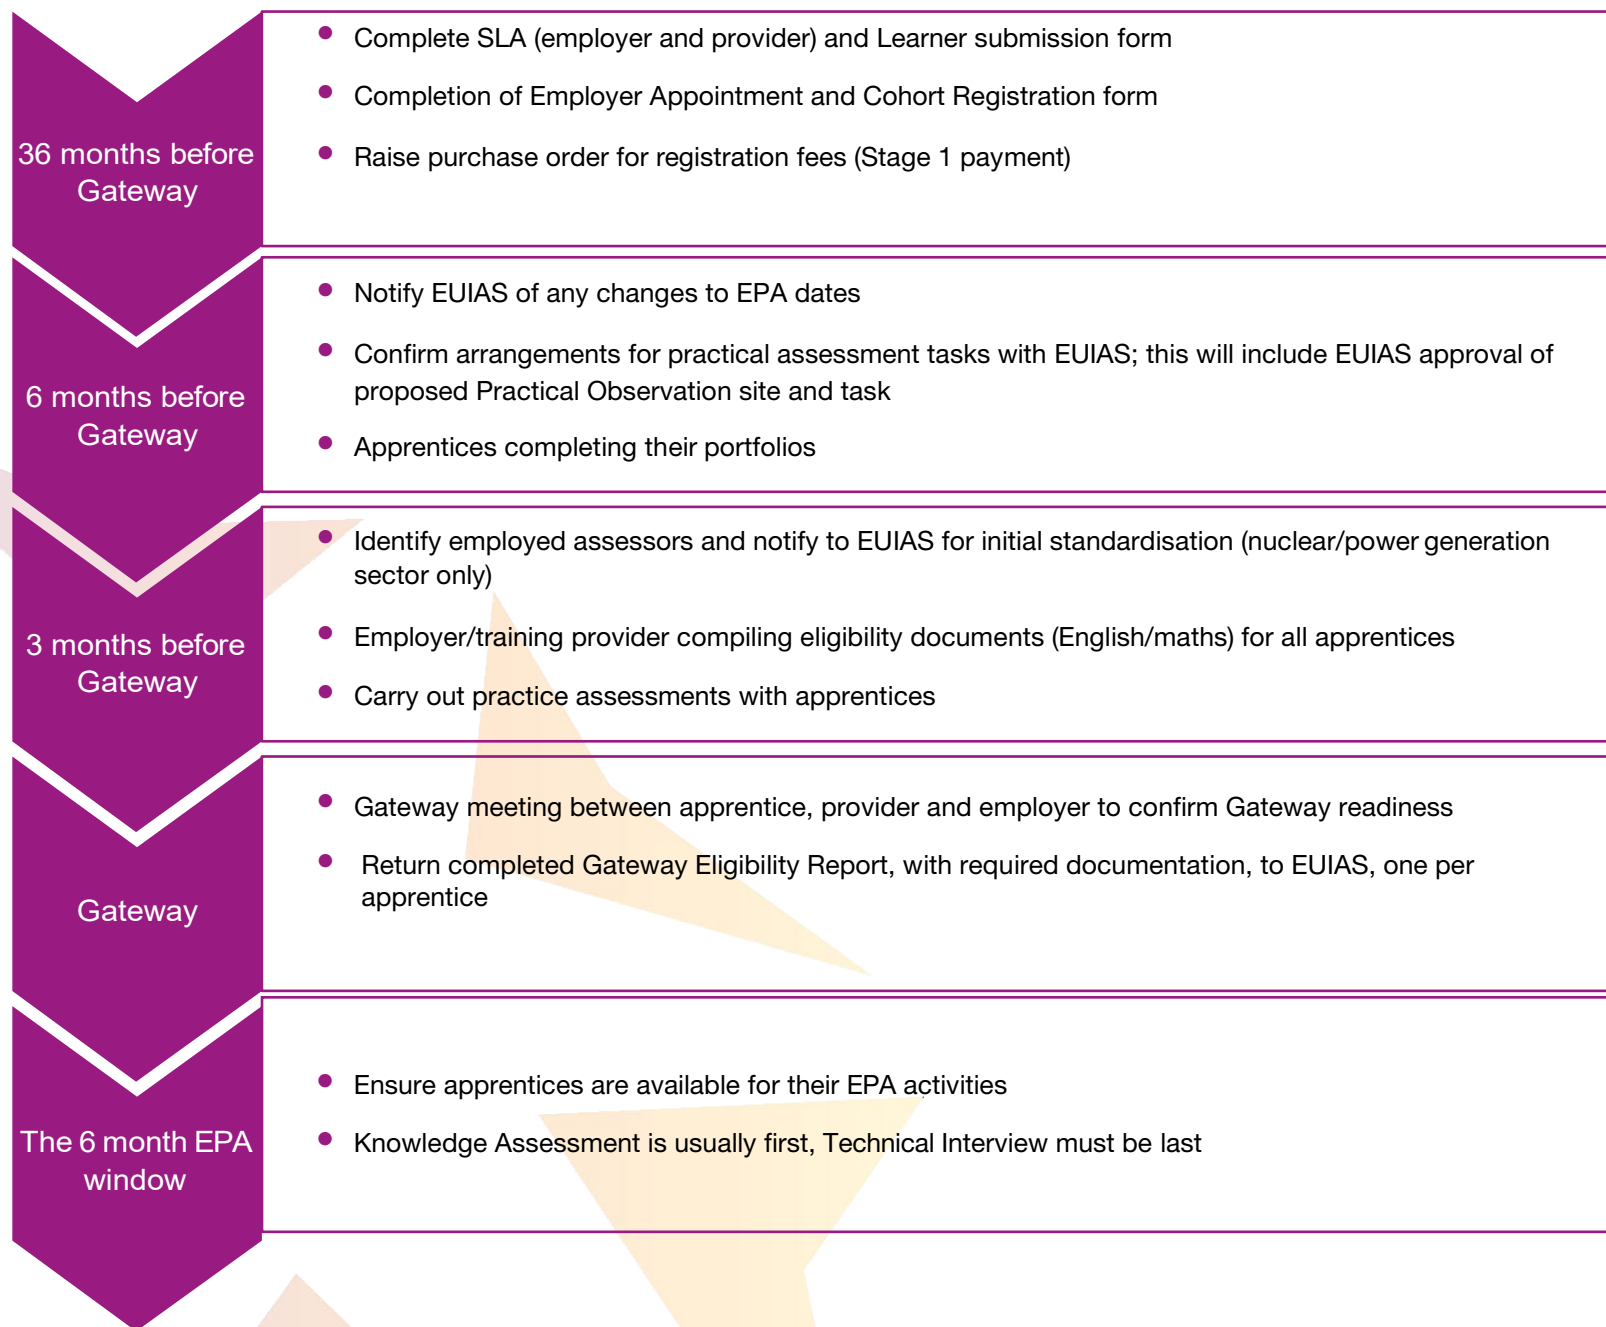 36 months before
Gateway
• Complete SLA (employer and provider) and Learner submission form
• Completion of Employer Appointment and Cohort Registration form
• Raise purchase order for registration fees (Stage 1 payment)
6 months before
Gateway
• Notify EUIAS of any changes to EPA dates
• Confirm arrangements for practical assessment tasks with EUIAS; this will include EUIAS approval of
proposed Practical Observation site and task
• Apprentices completing their portfolios
3 months before
Gateway
• Identify employed assessors and notify to EUIAS for initial standardisation (nuclear/power generation
sector only)
• Employer/training provider compiling eligibility documents (English/maths) for all apprentices
• Carry out practice assessments with apprentices
Gateway
• Gateway meeting between apprentice, provider and employer to confirm Gateway readiness
• Return completed Gateway Eligibility Report, with required documentation, to EUIAS, one per
apprentice
The 6 month EPA
window
• Ensure apprentices are available for their EPA activities
• Knowledge Assessment is usually first, Technical Interview must be last